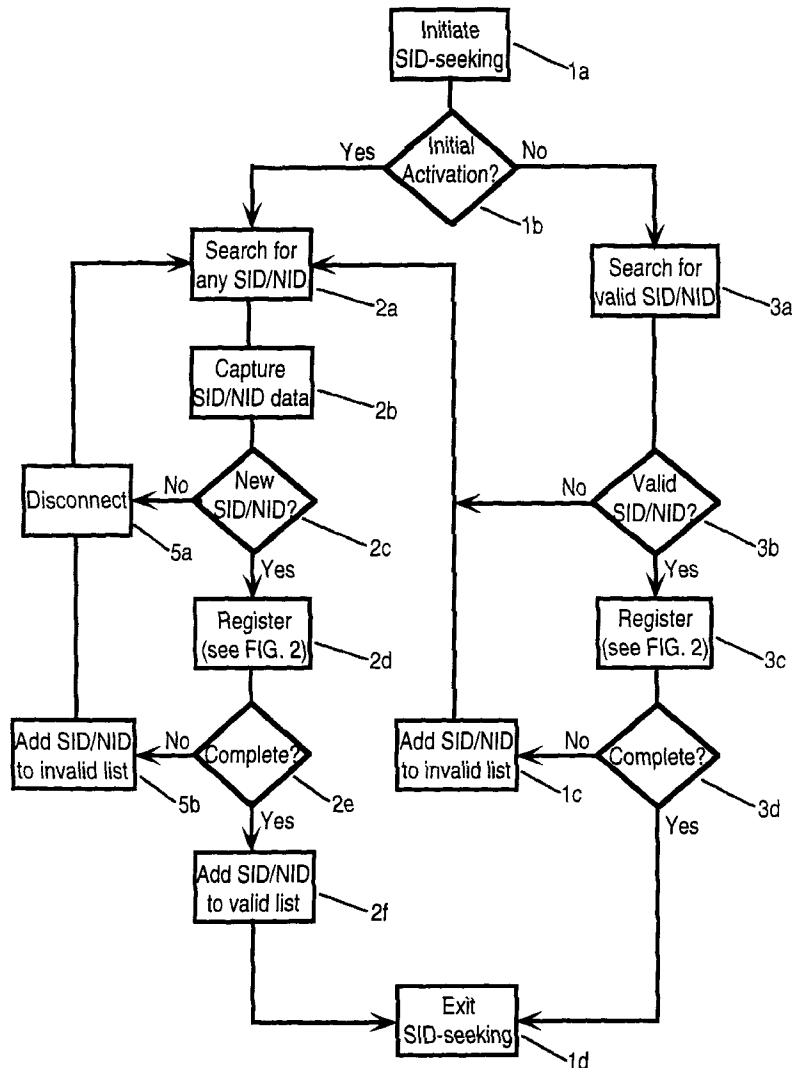 Initiate
SID-seeking
1a
Initial
Activation?
Yes
No
1b
Search for
any SID/NID
2a
Search for
valid SID/NID
3a
Capture
SID/NID data
2b
New
SID/NID?
No
Yes
2c
Disconnect
5a
Valid
SID/NID?
No
Yes
3b
Register
(see FIG. 2)
2d
Register
(see FIG. 2)
3c
Complete?
No
Yes
2e
Add SID/NID
to invalid list
5b
Complete?
No
Yes
3d
Add SID/NID
to invalid list
1c
Add SID/NID
to valid list
2f
Exit
SID-seeking
1d